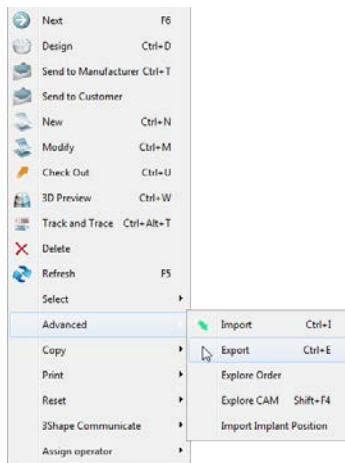 Next F6
Design Ctrl+D
Send to Manufacturer Ctrl+T
Send to Customer
New Ctrl+N
Modify Ctrl+M
Check Out Ctrl+U
3D Preview Ctrl+W
Track and Trace Ctrl+Alt+T
Delete
Refresh F5
Select
Advanced
Copy
Print
Reset
3Shape Communicate
Assign operator
Import Ctrl+I
Export Ctrl+E
Explore Order
Explore CAM Shift+F4
Import Implant Position